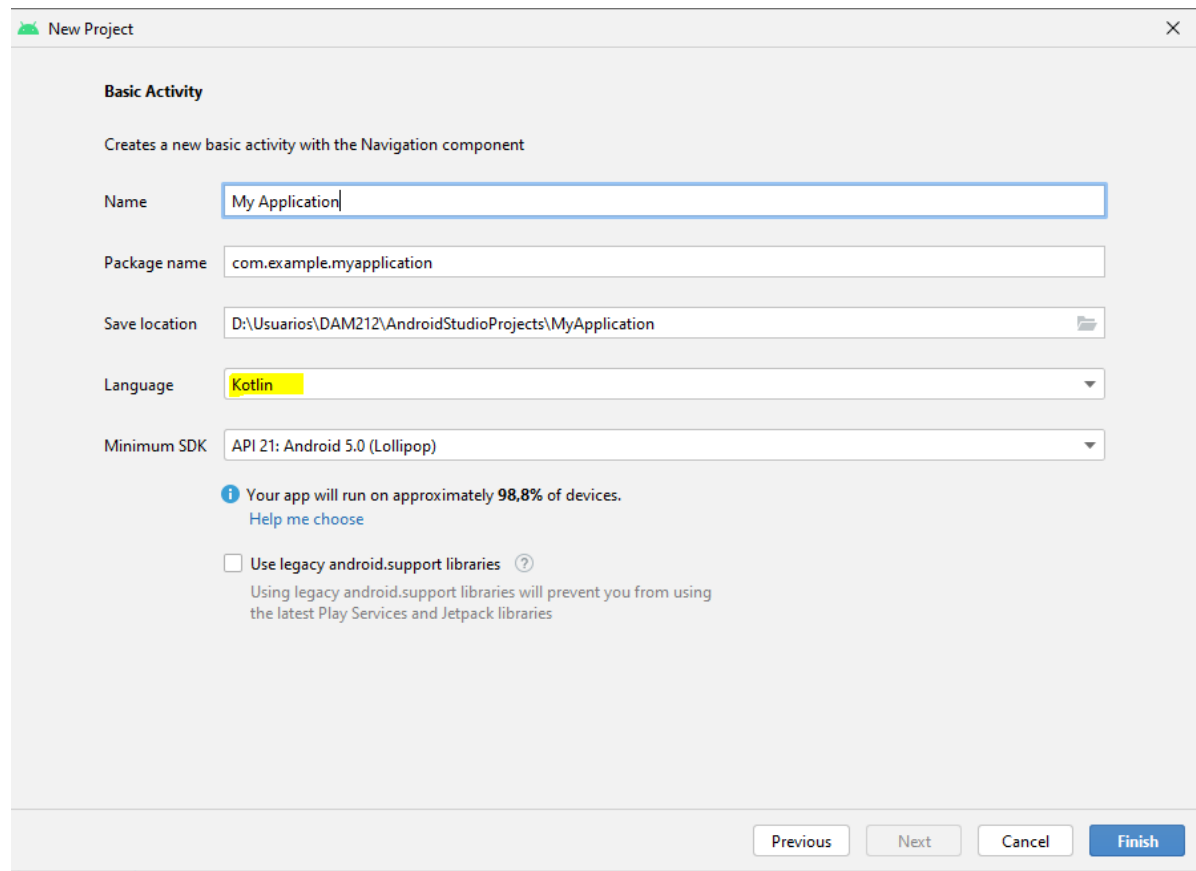 New Project
Basic Activity
Creates a new basic activity with the Navigation component
Name My Application
Package name com.example.myapplication
Save location D:\Usuarios\DAM212\AndroidStudioProjects\MyApplication
Language Kotlin
Minimum SDK API 21: Android 5.0 (Lollipop)
Your app will run on approximately 98,8% of devices.
Help me choose
Use legacy android.support libraries ?
Using legacy android.support libraries will prevent you from using
the latest Play Services and Jetpack libraries
Previous Next Cancel Finish